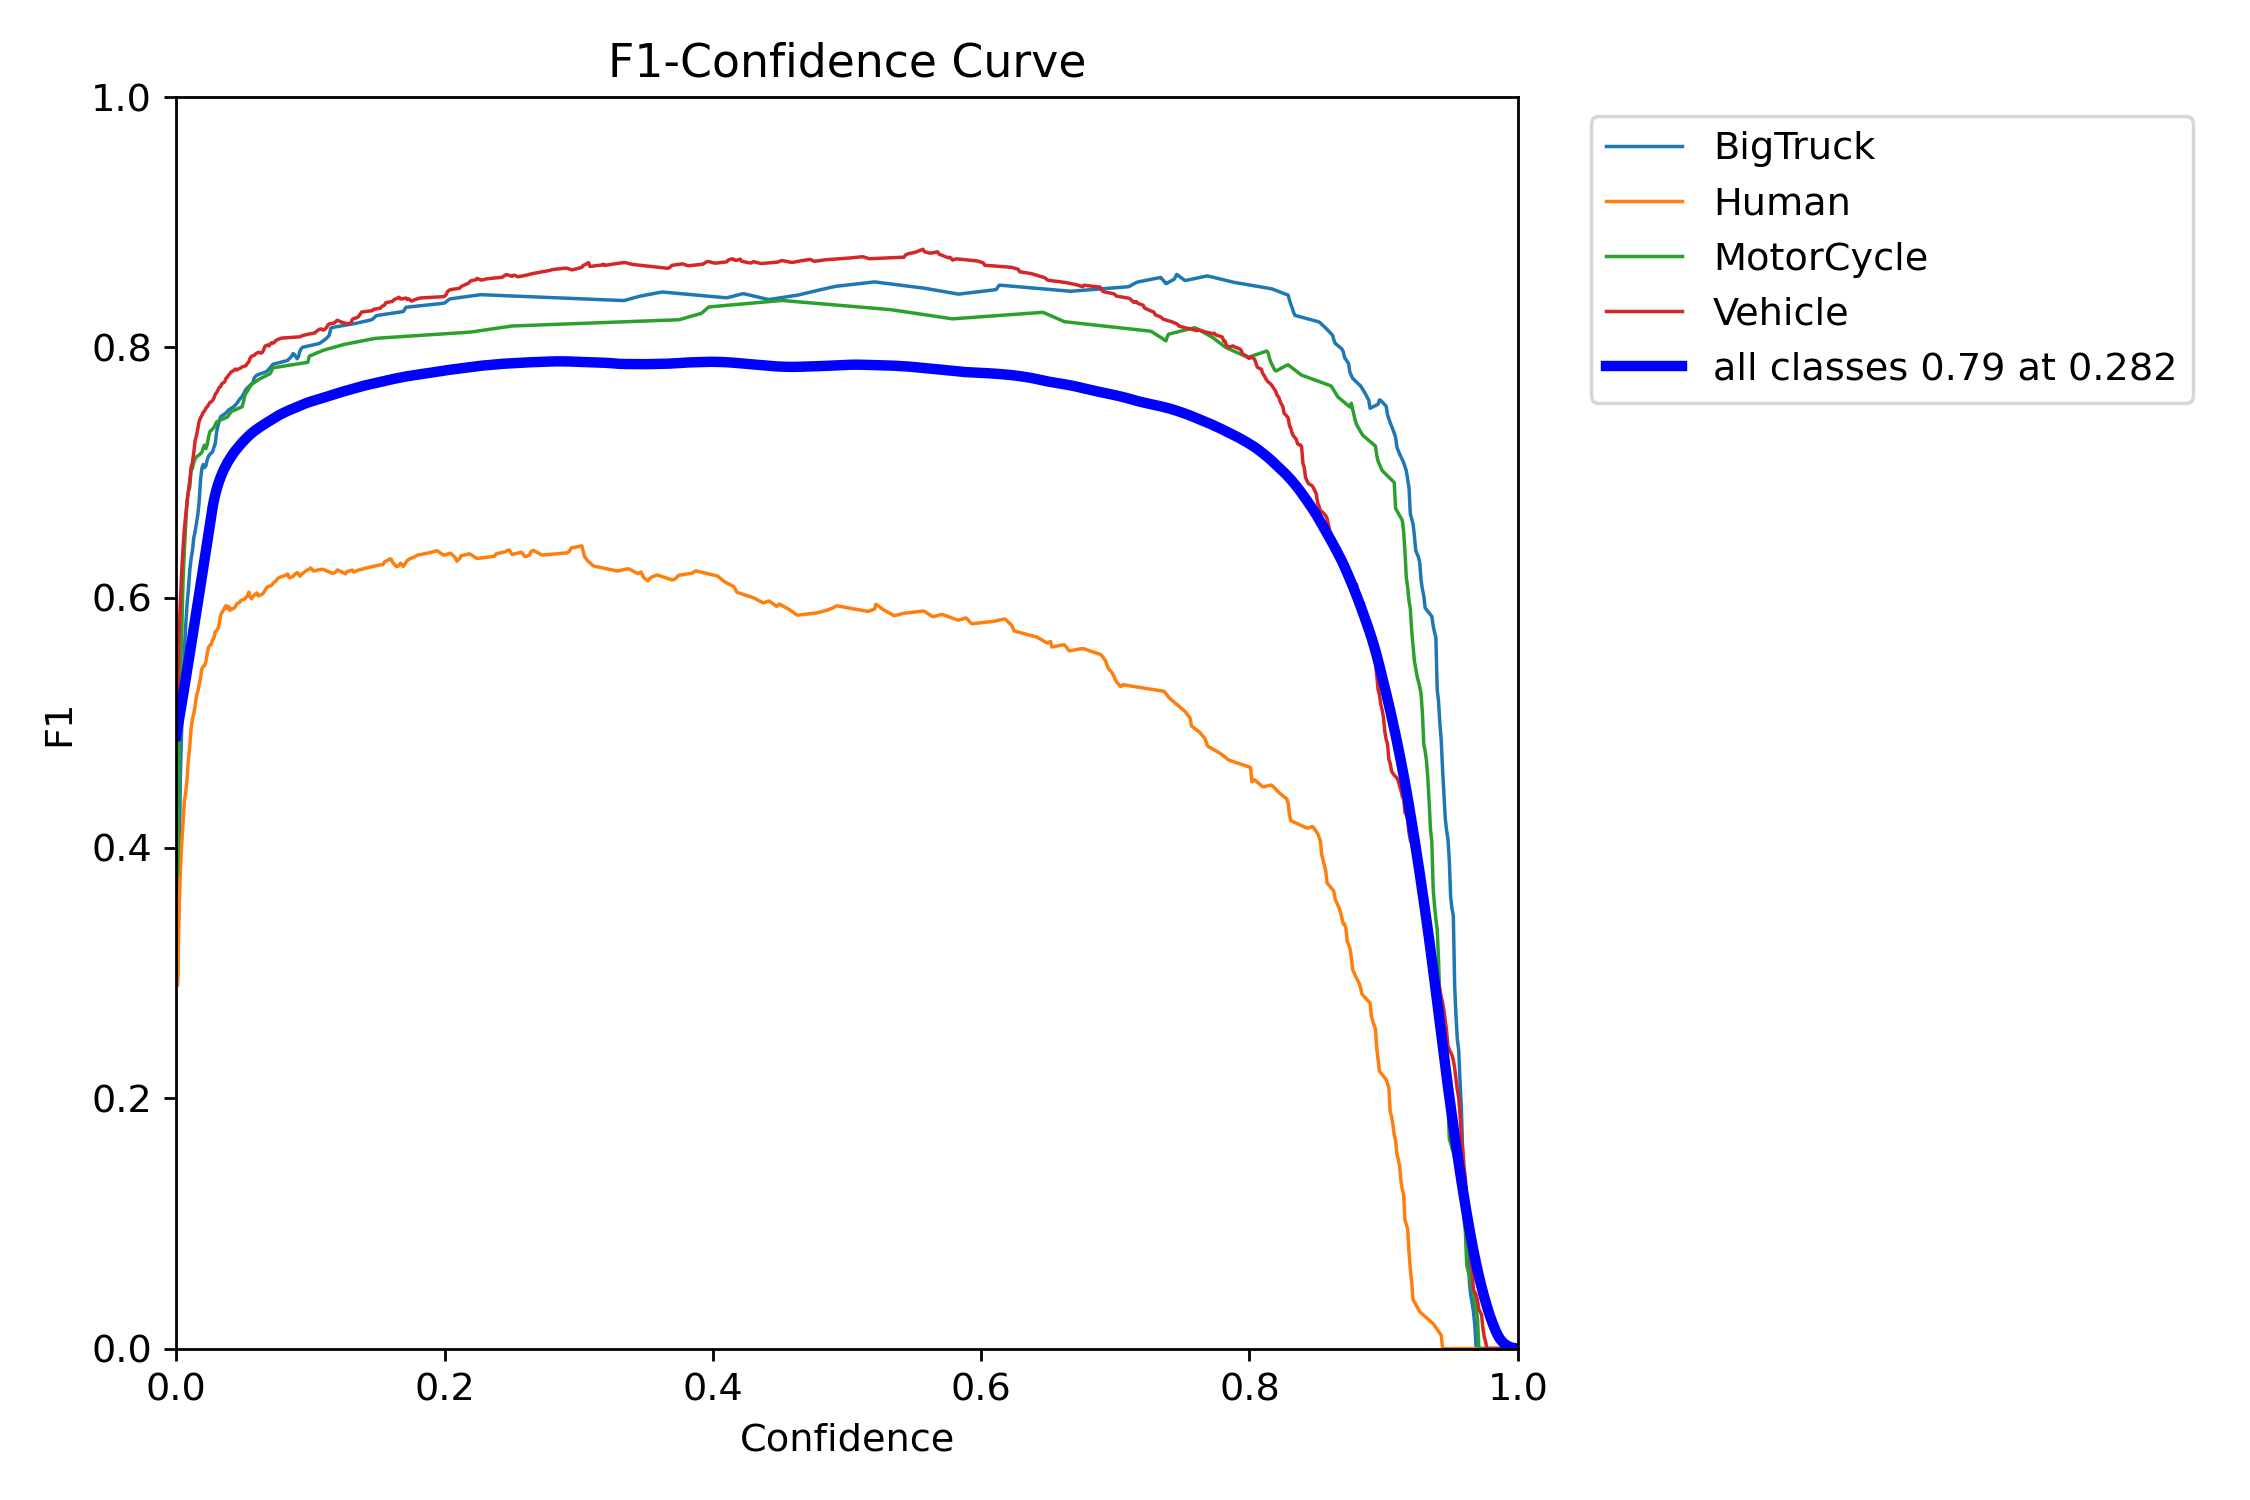 F1-Confidence Curve
1.0
0.8
0.6
0.4
0.2
0.0
F1
0.0 0.2 0.4 0.6 0.8 1.0
Confidence
BigTruck
Human
MotorCycle
Vehicle
all classes 0.79 at 0.282